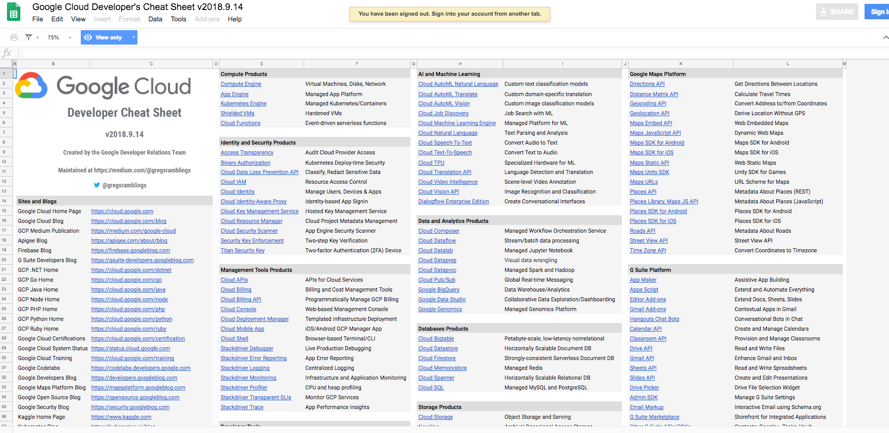 Google Cloud Developer's Cheat Sheet v2018.9.14
File Edit View Insert Format Data Tools Add-ons Help
You have been signed out. Sign into your account from another tab.
SHARE
Sign i
75%
View only
fx
A B C D E F G H I J K L M
Google Cloud
Developer Cheat Sheet
v2018.9.14
Created by the Google Developer Relations Team
Maintained at https://medium.com/@gregsramblings
@gregsramblings
Sites and Blogs
Google Cloud Home Page https://cloud.google.com
Google Cloud Blog https://cloud.google.com/blog
GCP Medium Publication https://medium.com/google-cloud
Apigee Blog https://apigee.com/about/blog
Firebase Blog https://firebase.googleblog.com
G Suite Developers Blog https://gsuite-developers.googleblog.com
GCP .NET Home https://cloud.google.com/dotnet
GCP Go Home https://cloud.google.com/go
GCP Java Home https://cloud.google.com/java
GCP Node Home https://cloud.google.com/node
GCP PHP Home https://cloud.google.com/php
GCP Python Home https://cloud.google.com/python
GCP Ruby Home https://cloud.google.com/ruby
Google Cloud Certifications https://cloud.google.com/certification
Google Cloud System Status https://status.cloud.google.com
Google Cloud Training https://cloud.google.com/training
Google Codelabs https://codelabs.developers.google.com
Google Developers Blog https://developers.googleblog.com
Google Maps Platform Blog https://mapsplatform.googleblog.com
Google Open Source Blog https://opensource.googleblog.com
Google Security Blog https://security.googleblog.com
Kaggle Home Page https://www.kaggle.com
Compute Products
Compute Engine Virtual Machines, Disks, Network
App Engine Managed App Platform
Kubernetes Engine Managed Kubernetes/Containers
Shielded VMs Hardened VMs
Cloud Functions Event-driven serverless functions
Identity and Security Products
Access Transparency Audit Cloud Provider Access
Binary Authorization Kubernetes Deploy-time Security
Cloud Data Loss Prevention API Classify, Redact Sensitive Data
Cloud IAM Resource Access Control
Cloud Identity Manage Users, Devices & Apps
Cloud Identity-Aware Proxy Identity-based App Signin
Cloud Key Management Service Hosted Key Management Service
Cloud Resource Manager Cloud Project Metadata Management
Cloud Security Scanner App Engine Security Scanner
Security Key Enforcement Two-step Key Verification
Titan Security Key Two-factor Authentication (2FA) Device
Management Tools Products
Cloud APIs APIs for Cloud Services
Cloud Billing Billing and Cost Management Tools
Cloud Billing API Programmatically Manage GCP Billing
Cloud Console Web-based Management Console
Cloud Deployment Manager Templated Infrastructure Deployment
Cloud Mobile App iOS/Android GCP Manager App
Cloud Shell Browser-based Terminal/CLI
Stackdriver Debugger Live Production Debugging
Stackdriver Error Reporting App Error Reporting
Stackdriver Logging Centralized Logging
Stackdriver Monitoring Infrastructure and Application Monitoring
Stackdriver Profiler CPU and heap profiling
Stackdriver Transparent SLIs Monitor GCP Services
Stackdriver Trace App Performance Insights
AI and Machine Learning
Cloud AutoML Natural Language Custom text classification models
Cloud AutoML Translate Custom domain-specific translation
Cloud AutoML Vision Custom image classification models
Cloud Job Discovery Job Search with ML
Cloud Machine Learning Engine Managed Platform for ML
Cloud Natural Language Text Parsing and Analysis
Cloud Speech-To-Text Convert Audio to Text
Cloud Text-To-Speech Convert Text to Audio
Cloud TPU Specialized Hardware for ML
Cloud Translation API Language Detection and Translation
Cloud Video Intelligence Scene-level Video Annotation
Cloud Vision API Image Recognition and Classification
Dialogflow Enterprise Edition Create Conversational Interfaces
Data and Analytics Products
Cloud Composer Managed Workflow Orchestration Service
Cloud Dataflow Stream/batch data processing
Cloud Datalab Managed Jupyter Notebook
Cloud Dataprep Visual data wrangling
Cloud Dataproc Managed Spark and Hadoop
Cloud Pub/Sub Global Real-time Messaging
Google BigQuery Data Warehouse/Analytics
Google Data Studio Collaborative Data Exploration/Dashboarding
Google Genomics Managed Genomics Platform
Databases Products
Cloud Bigtable Petabyte-scale, low-latency nonrelational
Cloud Datastore Horizontally Scalable Document DB
Cloud Firestore Strongly-consistent Serverless Document DB
Cloud Memorystore Managed Redis
Cloud Spanner Horizontally Scalable Relational DB
Cloud SQL Managed MySQL and PostgreSQL
Storage Products
Cloud Storage Object Storage and Serving
Google Maps Platform
Directions API Get Directions Between Locations
Distance Matrix API Calculate Travel Times
Geocoding API Convert Address to/from Coordinates
Geolocation API Derive Location Without GPS
Maps Embed API Web Embedded Maps
Maps JavaScript API Dynamic Web Maps
Maps SDK for Android Maps SDK for Android
Maps SDK for iOS Maps SDK for iOS
Maps Static API Web Static Maps
Maps Unity SDK Unity SDK for Games
Maps URLs URL Scheme for Maps
Places API Metadata About Places (REST)
Places Library, Maps JS API Metadata About Places (JavaScript)
Places SDK for Android Metadata About Places for Android
Places SDK for iOS Metadata About Places for iOS
Roads API Metadata About Roads
Street View API Street View API
Time Zone API Convert Coordinates to Timezone
G Suite Platform
App Maker Assistive App Building
Apps Script Extend and Automate Everything
Editor Add-ons Extend Docs, Sheets, Slides
Gmail Add-ons Contextual Apps in Gmail
Hangouts Chat Bots Conversational Bots in Chat
Calendar API Create and Manage Calendars
Classroom API Provision and Manage Classrooms
Drive API Read and Write Files
Gmail API Enhance Gmail and Inbox
Sheets API Read and Write Spreadsheets
Slides API Create and Edit Presentations
Drive Picker Drive File Selection Widget
Admin SDK Manage G Suite Settings
Email Markup Interactive Email using Schema.org
G Suite Marketplace Storefront for Integrated Applications